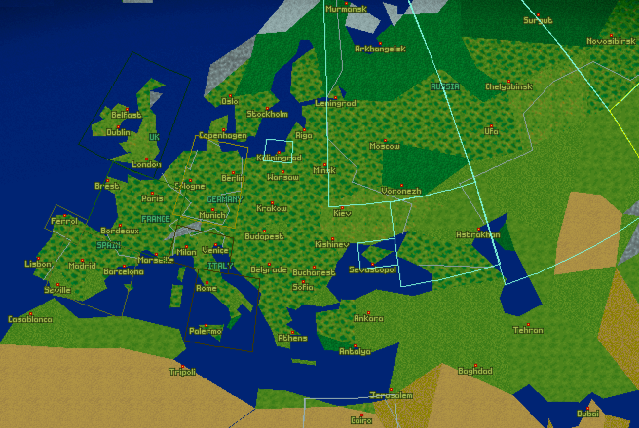 Murmansk
Surgut
Novosibirsk
Arkhangelsk
RUSSIA
Chelyabinsk
Oslo
Leningrad
Stockholm
Belfast
Ufa
Dublin
UK
Copenhagen
Riga
Moscow
London
Kaliningrad
Minsk
Brest
Cologne
Berlin
Warsaw
Voronezh
Paris
GERMANY
Krakow
Kiev
Ferrol
FRANCE
Munich
Bordeaux
Budapest
Kishinev
Astrakhan
SPAIN
Milan
Venice
Lisbon
Madrid
Marseille
Barcelona
ITALY
Belgrade
Bucharest
Sevastopol
Seville
Rome
Sofia
Casablanca
Palermo
Athens
Ankara
Tehran
Antalya
Tripoli
Baghdad
Jerusalem
Cairo
Dubai